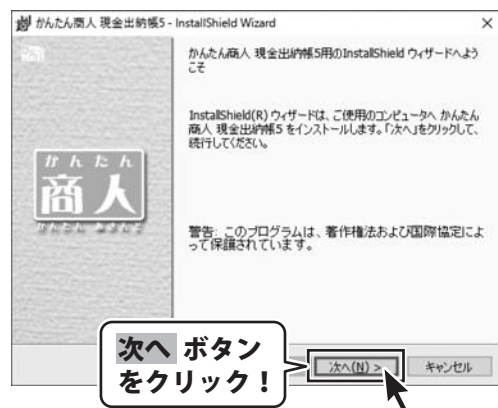 かんたん商人 現金出納帳5 - InstallShield Wizard
かんたん商人 現金出納帳5用のInstallShield ウィザードへよう
こそ
InstallShield(R) ウィザードは、ご使用のコンピュータへ かんたん
商人 現金出納帳5 をインストールします。「次へ」をクリックして、
続行してください。
かんたん
商人
かんたん あきんど
警告: このプログラムは、著作権法および国際協定によ
って保護されています。
次へ ボタン
をクリック！
次へ(N) >
キャンセル